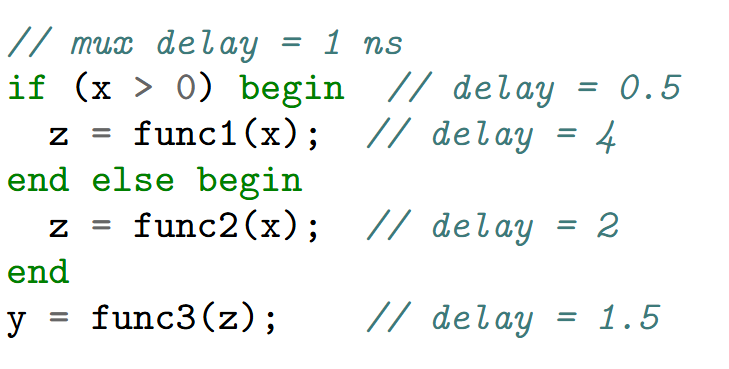 // mux delay = 1 ns
if (x > 0) begin  // delay = 0.5
  z = func1(x);  // delay = 4
end else begin
  z = func2(x);  // delay = 2
end
y = func3(z);    // delay = 1.5